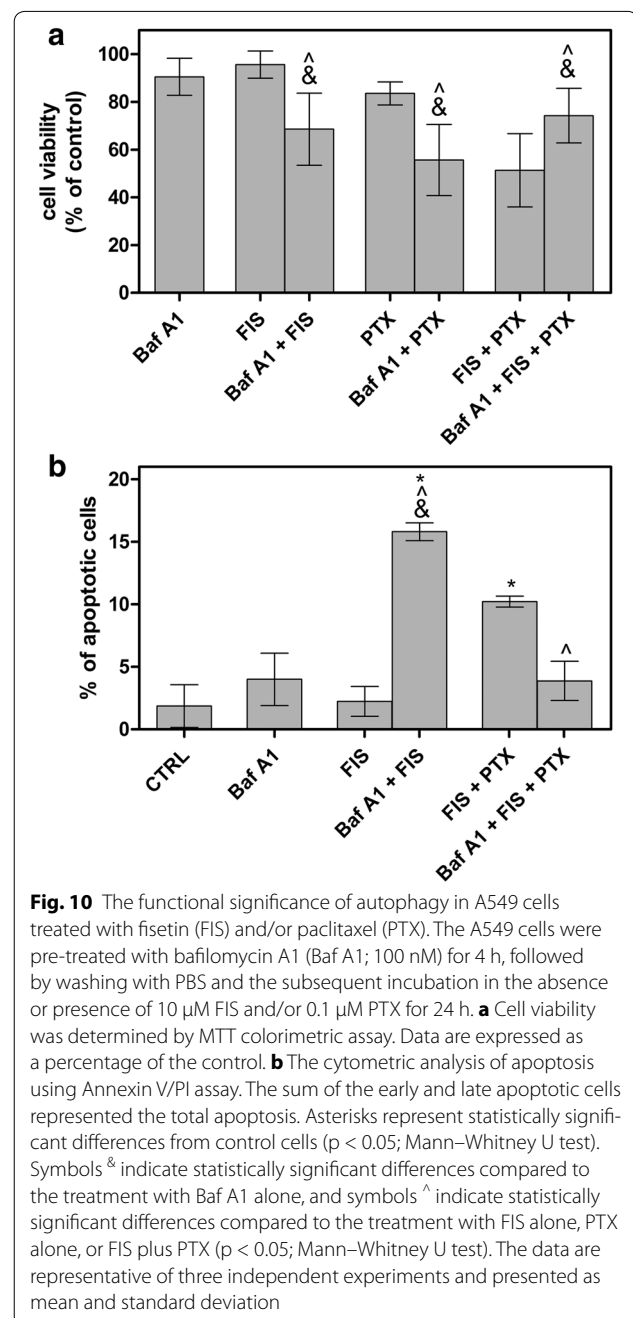 a
cell viability
(% of control)
100
80
60
40
20
0
^
&
^
&
^
&
Baf A1
FIS
Baf A1 + FIS
PTX
Baf A1 + PTX
FIS + PTX
Baf A1 + FIS + PTX
b
% of apoptotic cells
20
15
10
5
0
*
^
&
*
^
CTRL
Baf A1
FIS
Baf A1 + FIS
FIS + PTX
Baf A1 + FIS + PTX
Fig. 10 The functional significance of autophagy in A549 cells
treated with fisetin (FIS) and/or paclitaxel (PTX). The A549 cells were
pre-treated with bafilomycin A1 (Baf A1; 100 nM) for 4 h, followed
by washing with PBS and the subsequent incubation in the absence
or presence of 10 µM FIS and/or 0.1 µM PTX for 24 h. a Cell viability
was determined by MTT colorimetric assay. Data are expressed as
a percentage of the control. b The cytometric analysis of apoptosis
using Annexin V/PI assay. The sum of the early and late apoptotic cells
represented the total apoptosis. Asterisks represent statistically signifi-
cant differences from control cells (p < 0.05; Mann–Whitney U test).
Symbols & indicate statistically significant differences compared to
the treatment with Baf A1 alone, and symbols ^ indicate statistically
significant differences compared to the treatment with FIS alone, PTX
alone, or FIS plus PTX (p < 0.05; Mann–Whitney U test). The data are
representative of three independent experiments and presented as
mean and standard deviation